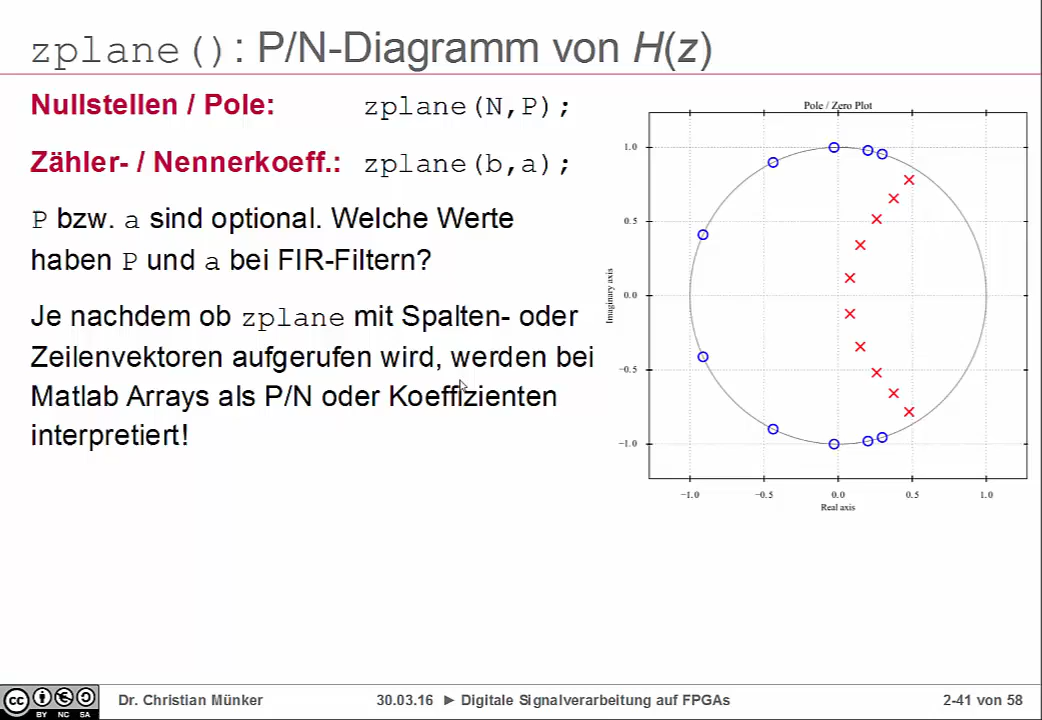 zplane(): P/N-Diagramm von H(z)
Nullstellen / Pole: zplane(N,P);
Zähler- / Nennerkoeff.: zplane(b,a);
P bzw. a sind optional. Welche Werte
haben P und a bei FIR-Filtern?
Je nachdem ob zplane mit Spalten- oder
Zeilenvektoren aufgerufen wird, werden bei
Matlab Arrays als P/N oder Koeffizienten
interpretiert!
Pole / Zero Plot
1.0
0.5
0.0
−0.5
−1.0
Imaginary axis
−1.0 −0.5 0.0 0.5 1.0
Real axis
cc BY NC SA
Dr. Christian Münker 30.03.16 ► Digitale Signalverarbeitung auf FPGAs 2-41 von 58